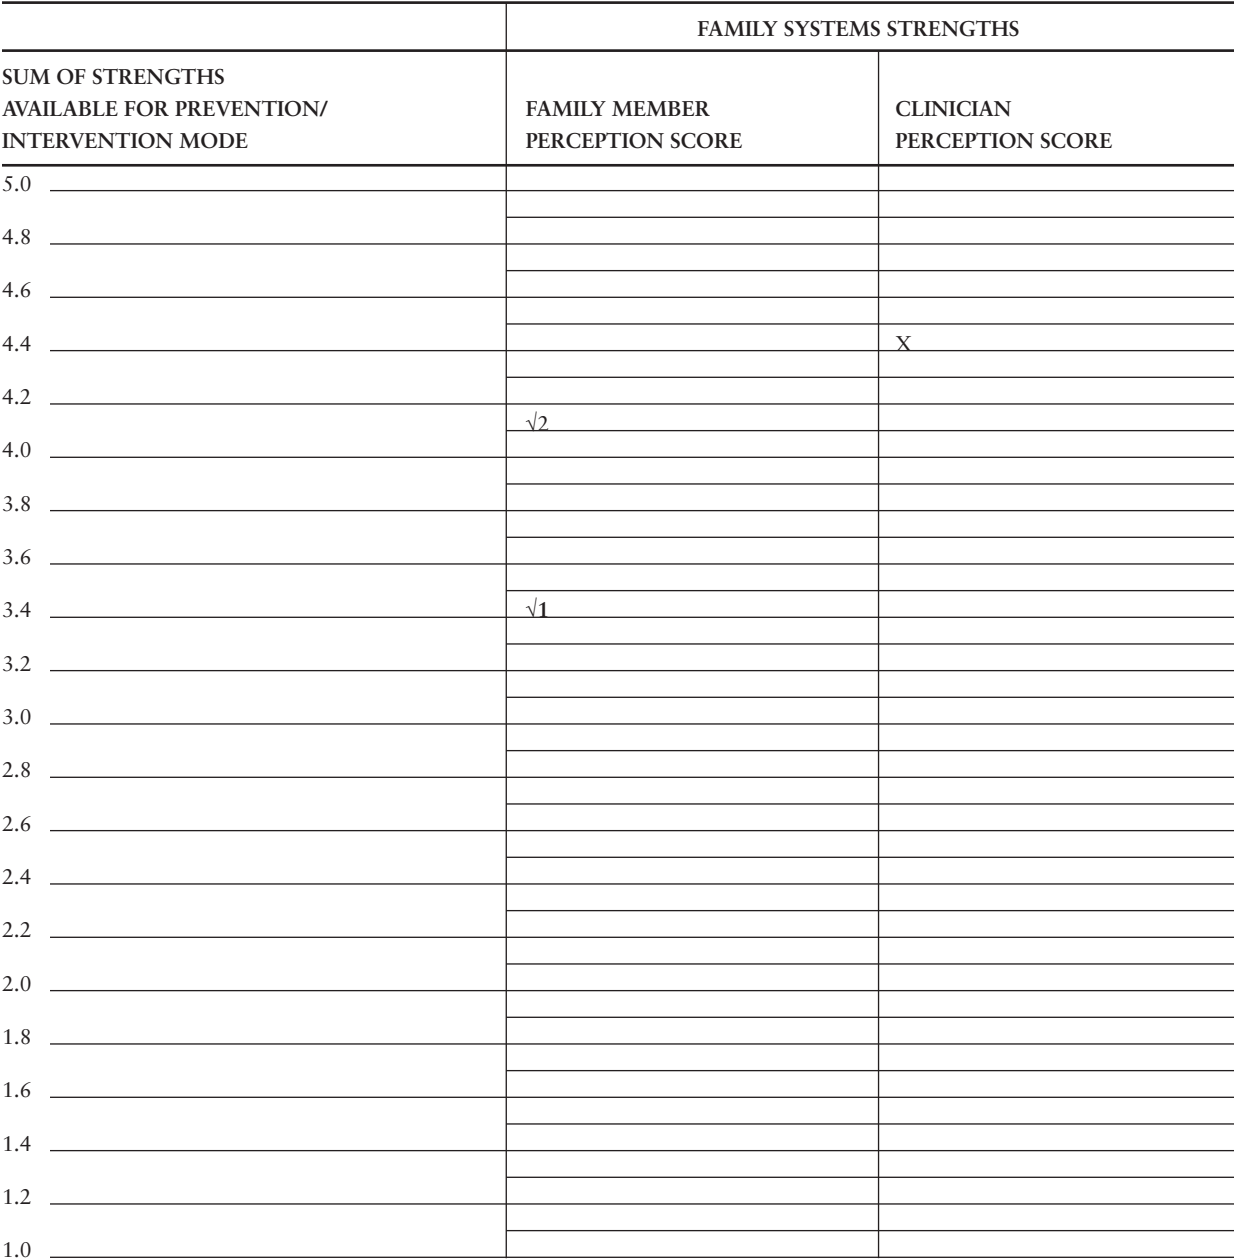 FAMILY SYSTEMS STRENGTHS
SUM OF STRENGTHS
AVAILABLE FOR PREVENTION/
INTERVENTION MODE
FAMILY MEMBER
PERCEPTION SCORE
CLINICIAN
PERCEPTION SCORE
5.0
4.8
4.6
4.4 X
4.2
√2
4.0
3.8
3.6
3.4 √1
3.2
3.0
2.8
2.6
2.4
2.2
2.0
1.8
1.6
1.4
1.2
1.0